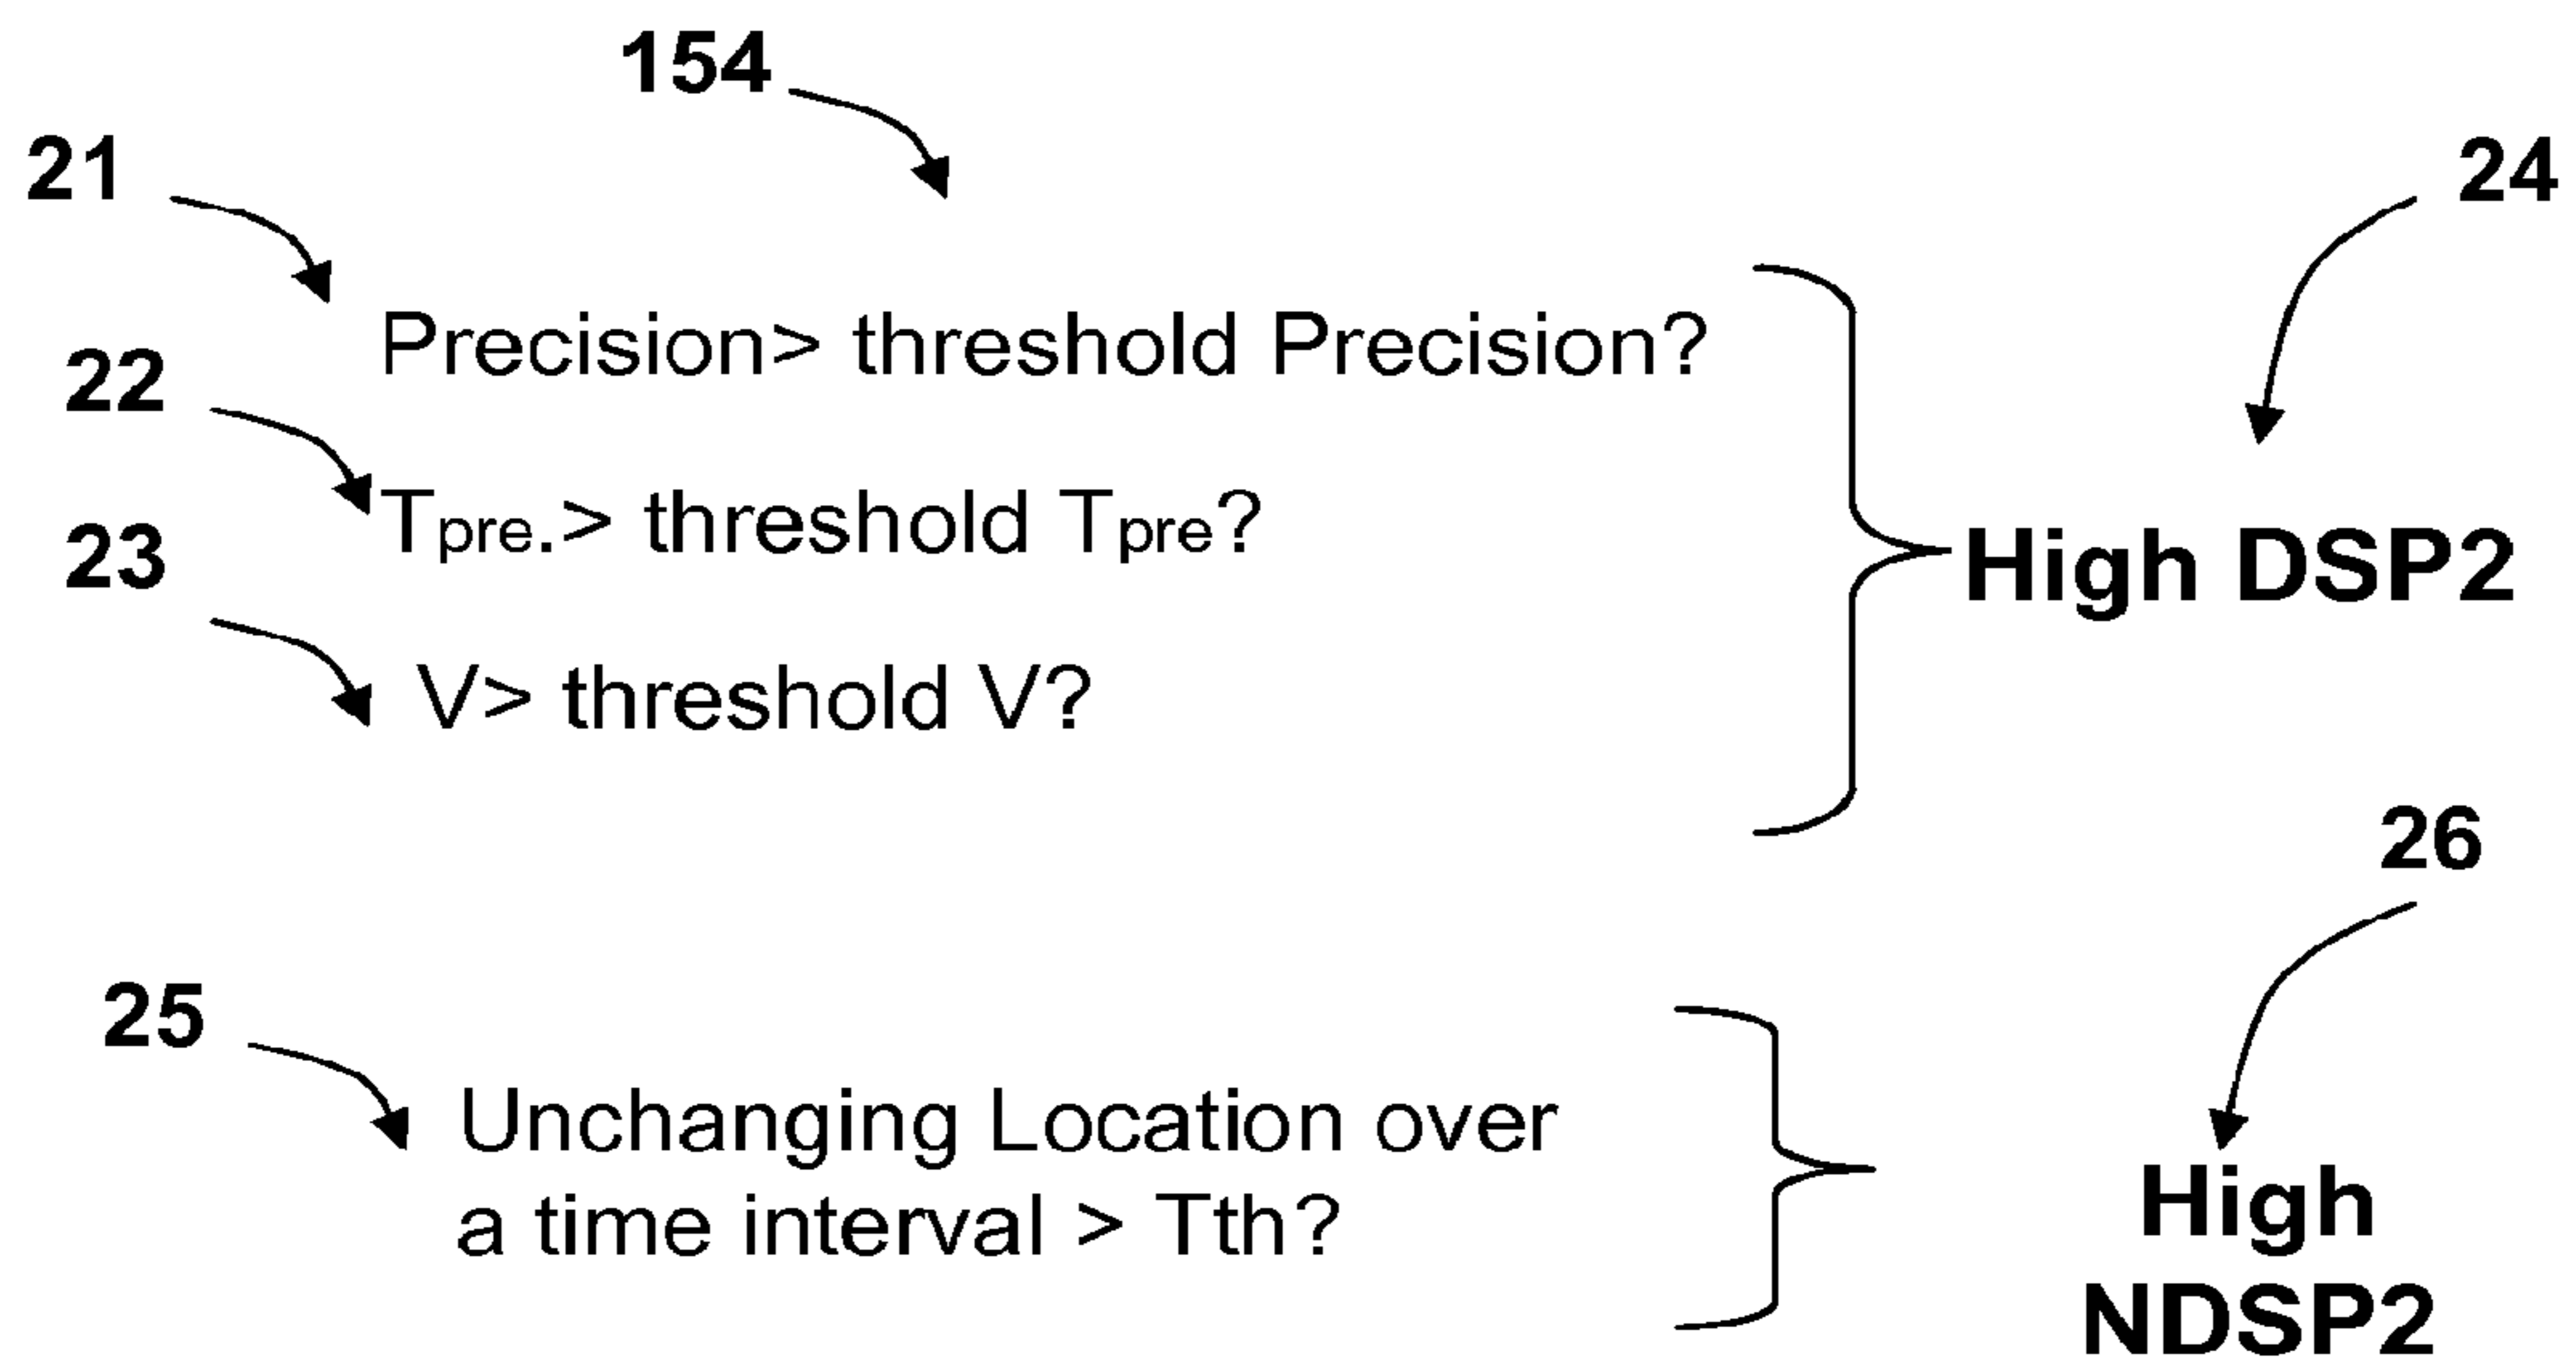 154
21
24
Precision> threshold Precision?
22
Tpre.> threshold Tpre?
23
High DSP2
V> threshold V?
26
25
Unchanging Location over
a time interval > Tth?
High
NDSP2